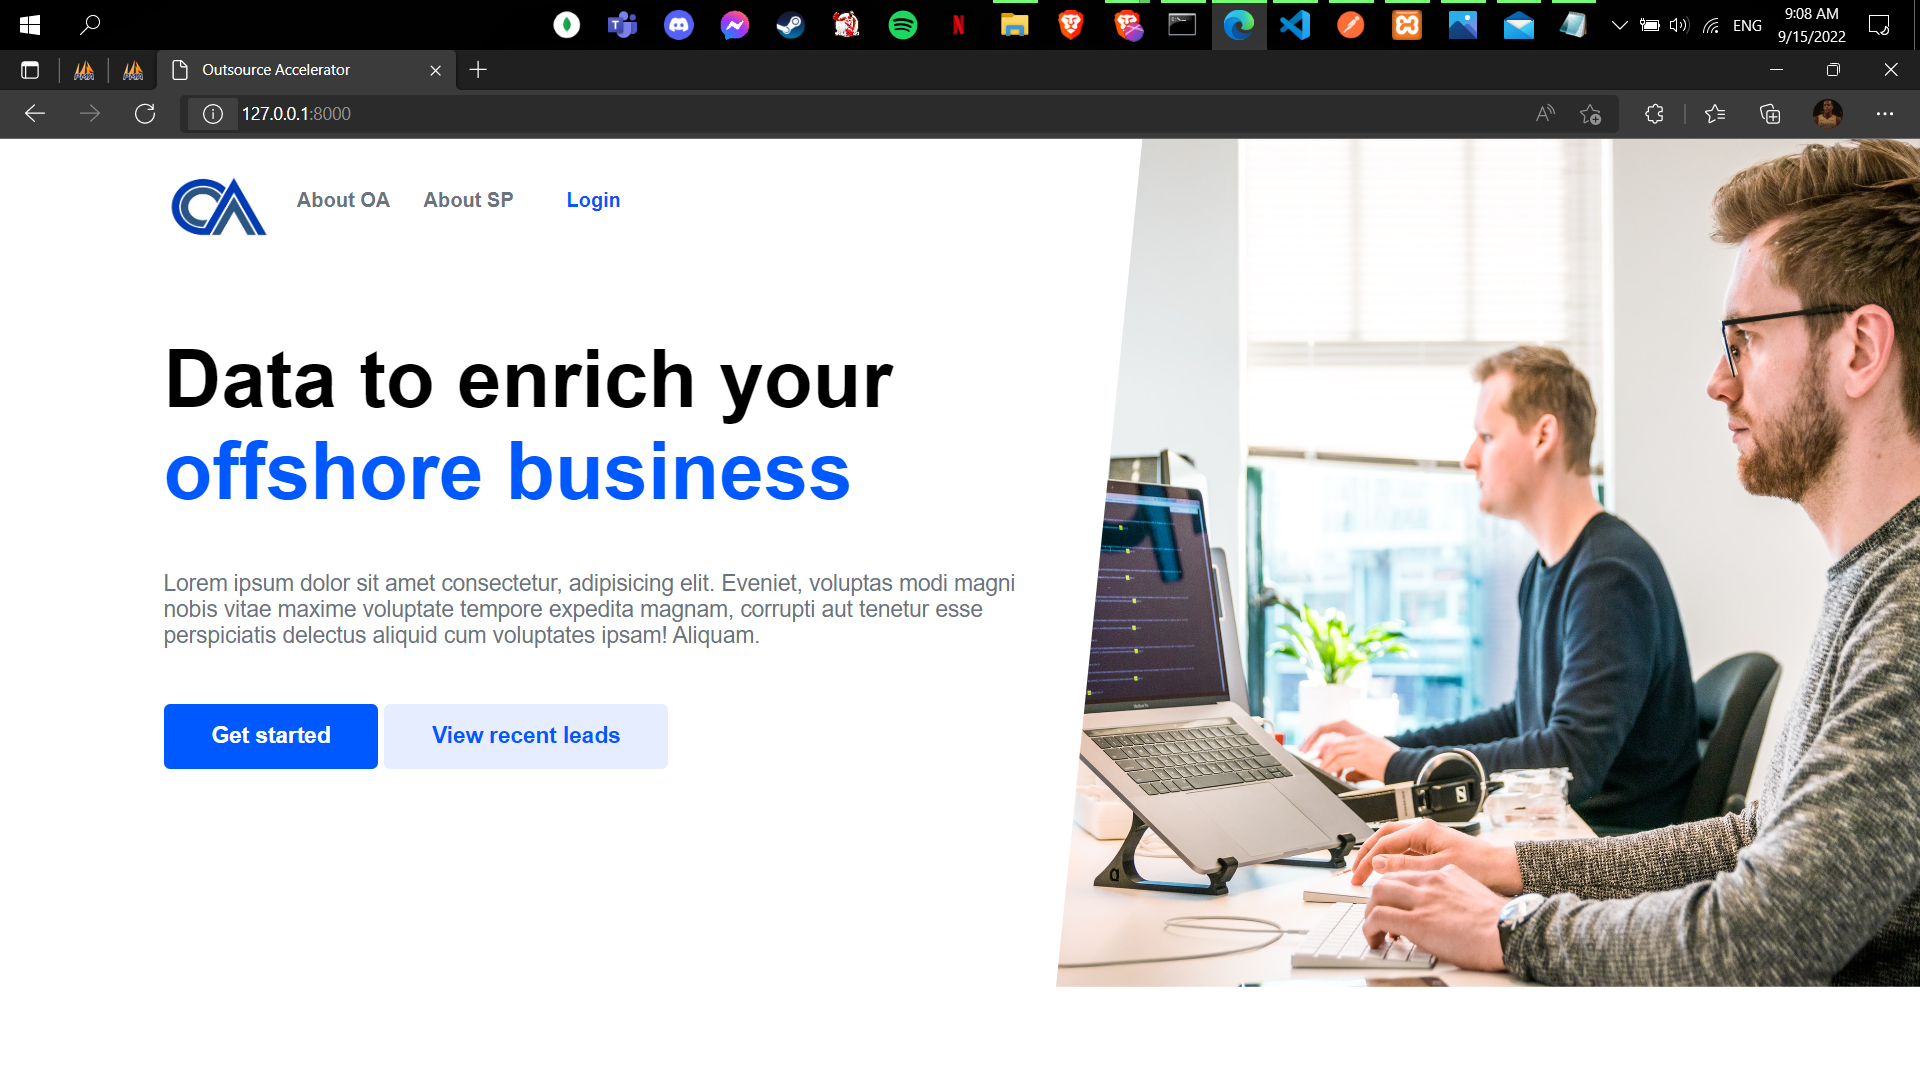 ENG
9:08 AM
9/15/2022
Outsource Accelerator
127.0.0.1:8000
OA
About OA
About SP
Login
Data to enrich your
offshore business
Lorem ipsum dolor sit amet consectetur, adipisicing elit. Eveniet, voluptas modi magni
nobis vitae maxime voluptate tempore expedita magnam, corrupti aut tenetur esse
perspiciatis delectus aliquid cum voluptates ipsam! Aliquam.
Get started
View recent leads